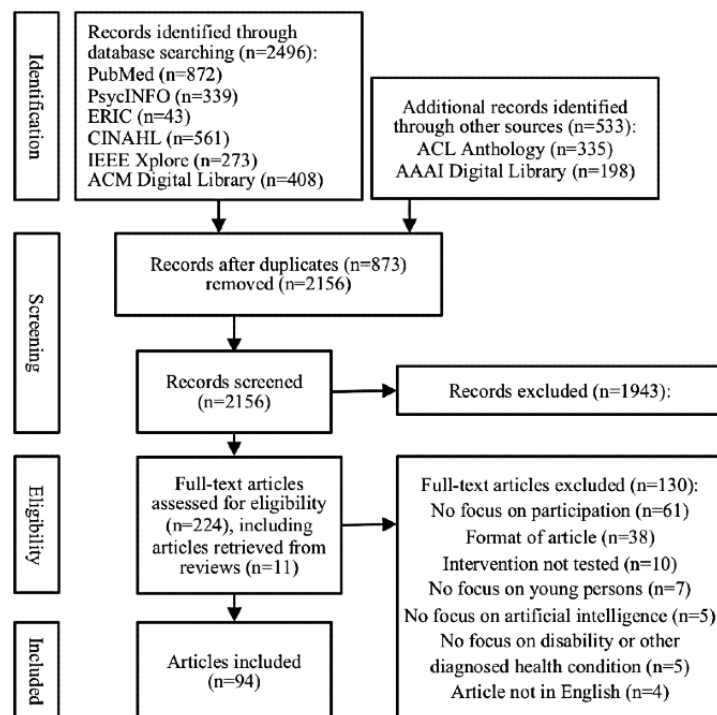 Identification
Records identified through
database searching (n=2496):
PubMed (n=872)
PsycINFO (n=339)
ERIC (n=43)
CINAHL (n=561)
IEEE Xplore (n=273)
ACM Digital Library (n=408)
Additional records identified
through other sources (n=533):
ACL Anthology (n=335)
AAAI Digital Library (n=198)
Screening
Records after duplicates (n=873)
removed (n=2156)
Records screened
(n=2156)
Records excluded (n=1943):
Eligibility
Full-text articles
assessed for eligibility
(n=224), including
articles retrieved from
reviews (n=11)
Full-text articles excluded (n=130):
No focus on participation (n=61)
Format of article (n=38)
Intervention not tested (n=10)
No focus on young persons (n=7)
No focus on artificial intelligence (n=5)
No focus on disability or other
diagnosed health condition (n=5)
Article not in English (n=4)
Included
Articles included
(n=94)